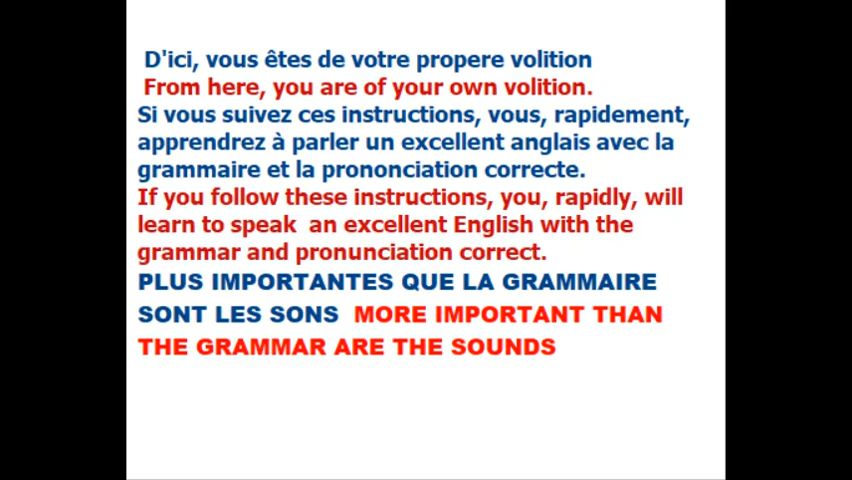 D'ici, vous êtes de votre propere volition
From here, you are of your own volition.
Si vous suivez ces instructions, vous, rapidement,
apprendrez à parler un excellent anglais avec la
grammaire et la prononciation correcte.
If you follow these instructions, you, rapidly, will
learn to speak an excellent English with the
grammar and pronunciation correct.
PLUS IMPORTANTES QUE LA GRAMMAIRE
SONT LES SONS MORE IMPORTANT THAN
THE GRAMMAR ARE THE SOUNDS